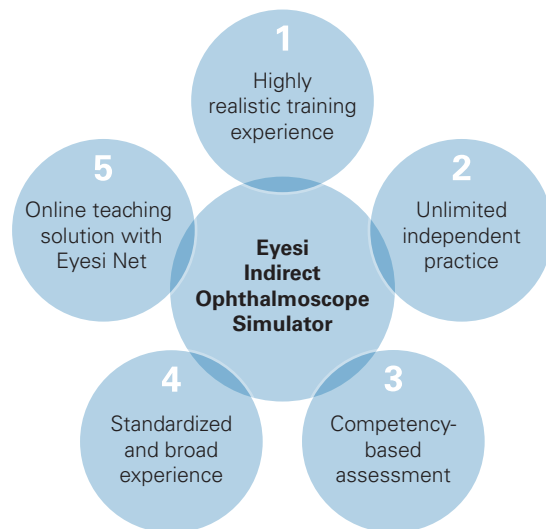 1
Highly
realistic training
experience
2
Unlimited
independent
practice
3
Competency-
based
assessment
4
Standardized
and broad
experience
5
Online teaching
solution with
Eyesi Net
Eyesi
Indirect
Ophthalmoscope
Simulator